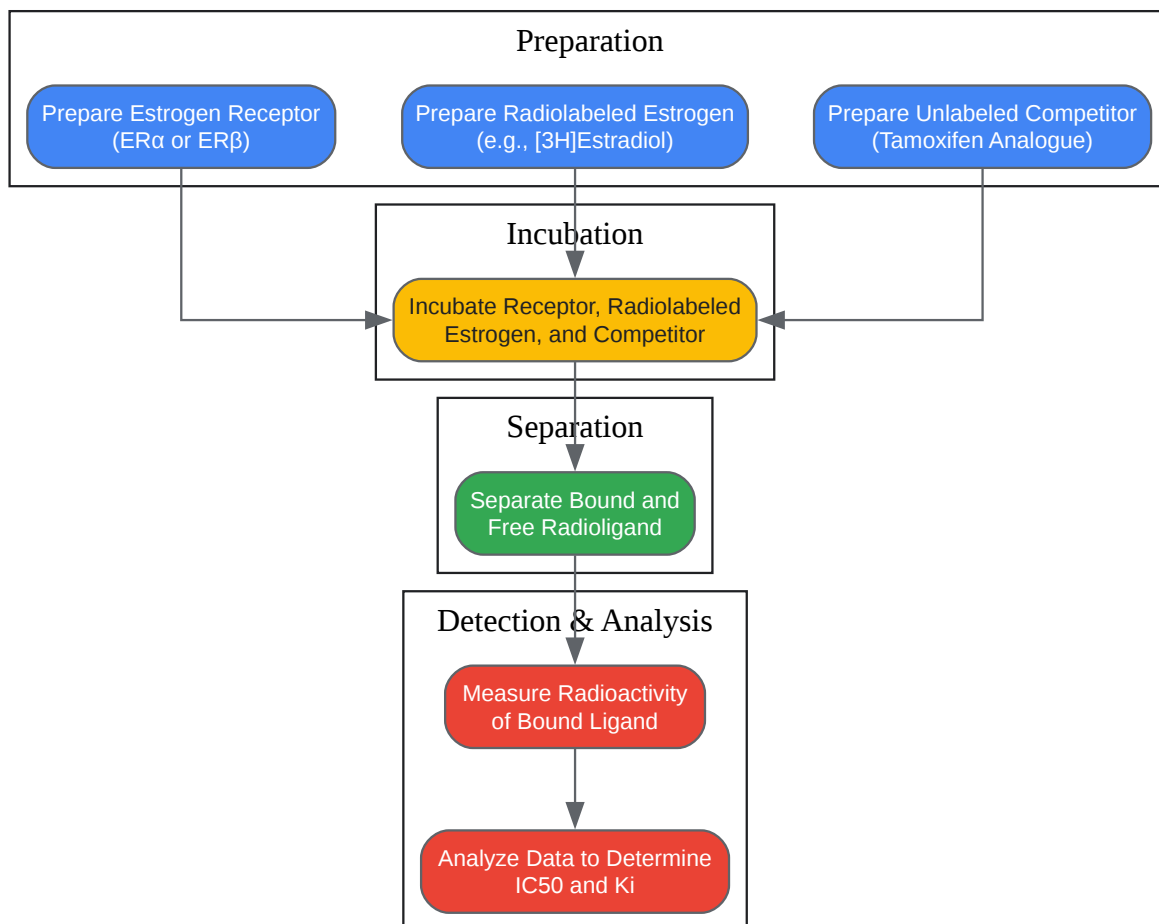 Preparation
Prepare Estrogen Receptor
(ERα or ERβ)
Prepare Radiolabeled Estrogen
(e.g., [3H]Estradiol)
Prepare Unlabeled Competitor
(Tamoxifen Analogue)
Incubation
Incubate Receptor, Radiolabeled
Estrogen, and Competitor
Separation
Separate Bound and
Free Radioligand
Detection & Analysis
Measure Radioactivity
of Bound Ligand
Analyze Data to Determine
IC50 and Ki